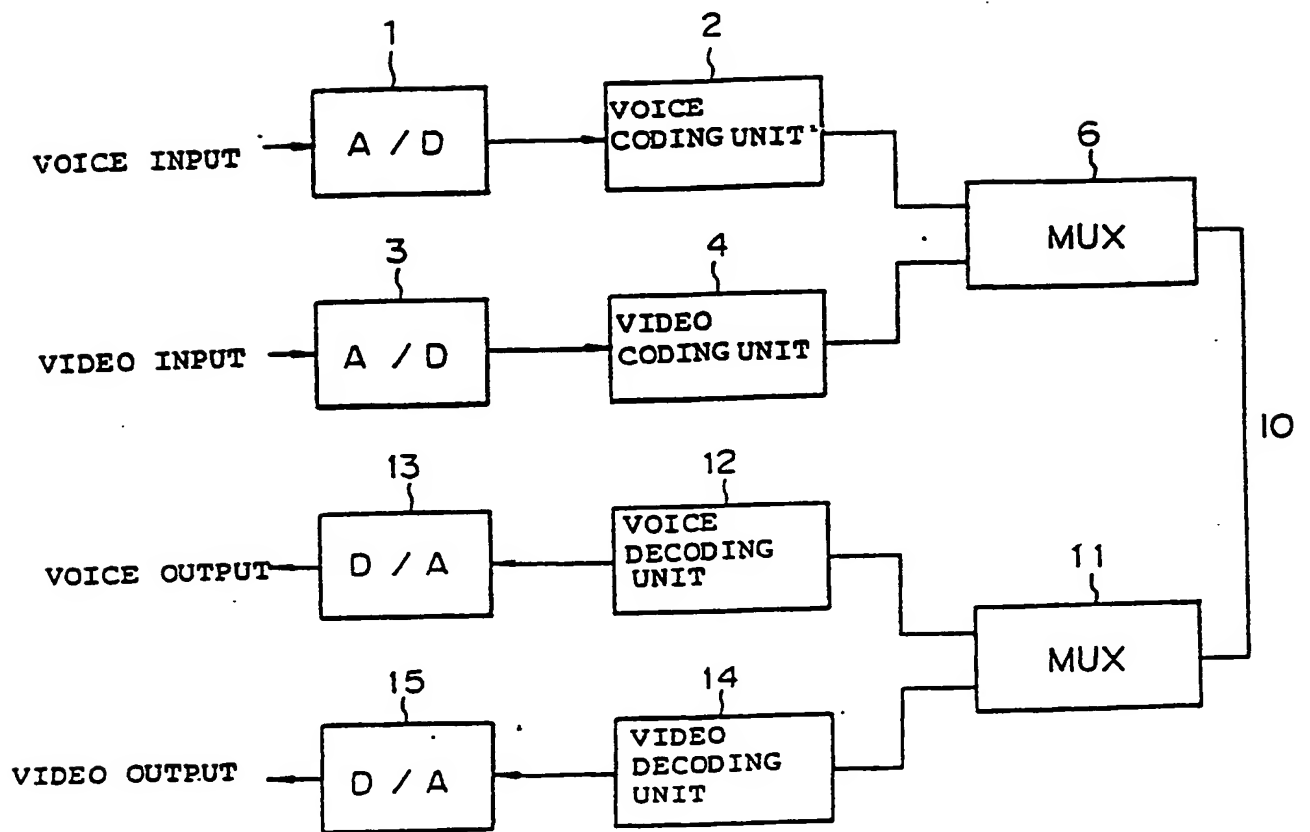 1
2
VOICE INPUT
A / D
VOICE
CODING UNIT
6
MUX
3
4
VIDEO INPUT
A / D
VIDEO
CODING UNIT
10
13
12
VOICE OUTPUT
D / A
VOICE
DECODING
UNIT
11
MUX
15
14
VIDEO OUTPUT
D / A
VIDEO
DECODING
UNIT